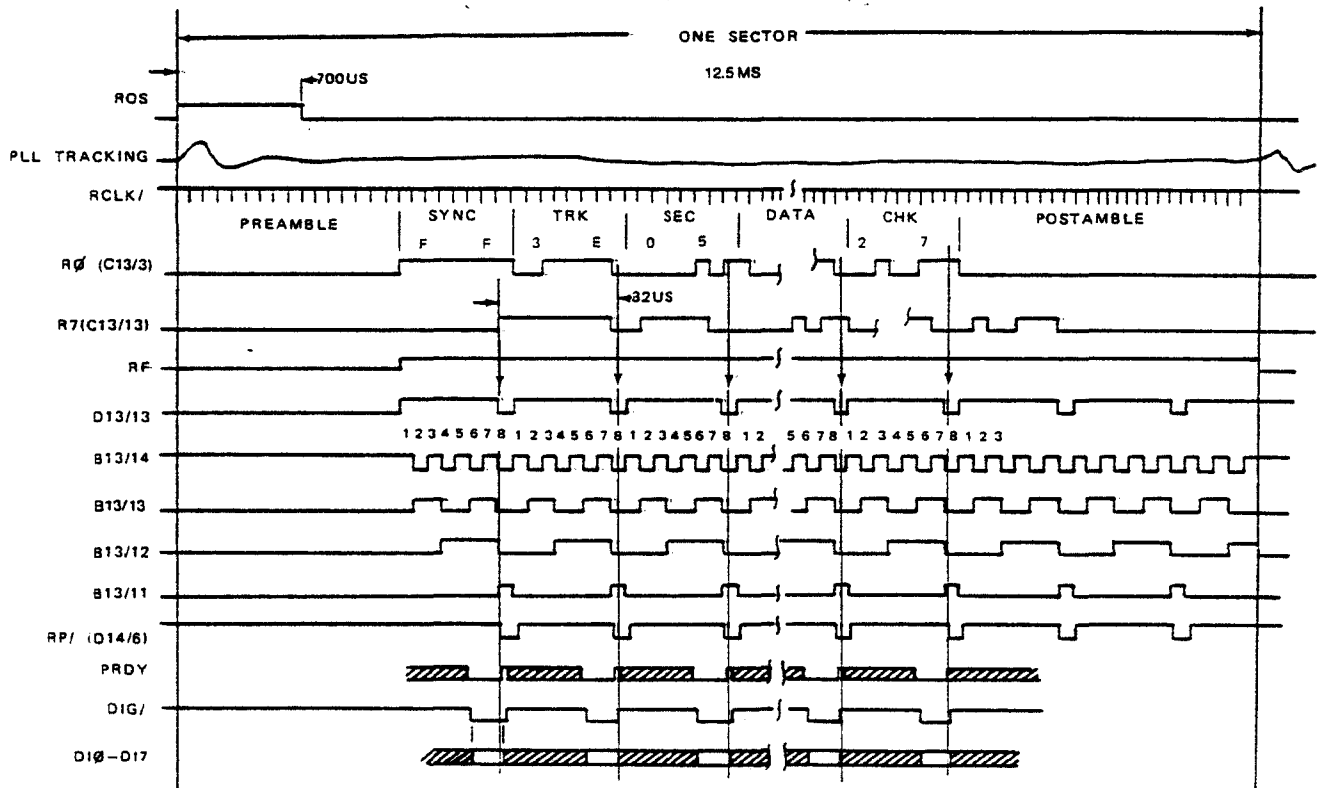 ONE SECTOR
12.5MS
700US
ROS
PLL TRACKING
RCLK/
PREAMBLE
SYNC
TRK
SEC
DATA
CHK
POSTAMBLE
F F 3 E 0 5 2 7
RØ (C13/3)
32US
R7(C13/13)
RF
D13/13
1 2 3 4 5 6 7 8 1 2 3 4 5 6 7 8 1 2 3 4 5 6 7 8 1 2 5 6 7 8 1 2 3 4 5 6 7 8 1 2 3
B13/14
B13/13
B13/12
B13/11
RP/ (D14/6)
PRDY
DIG/
DIØ-DI7